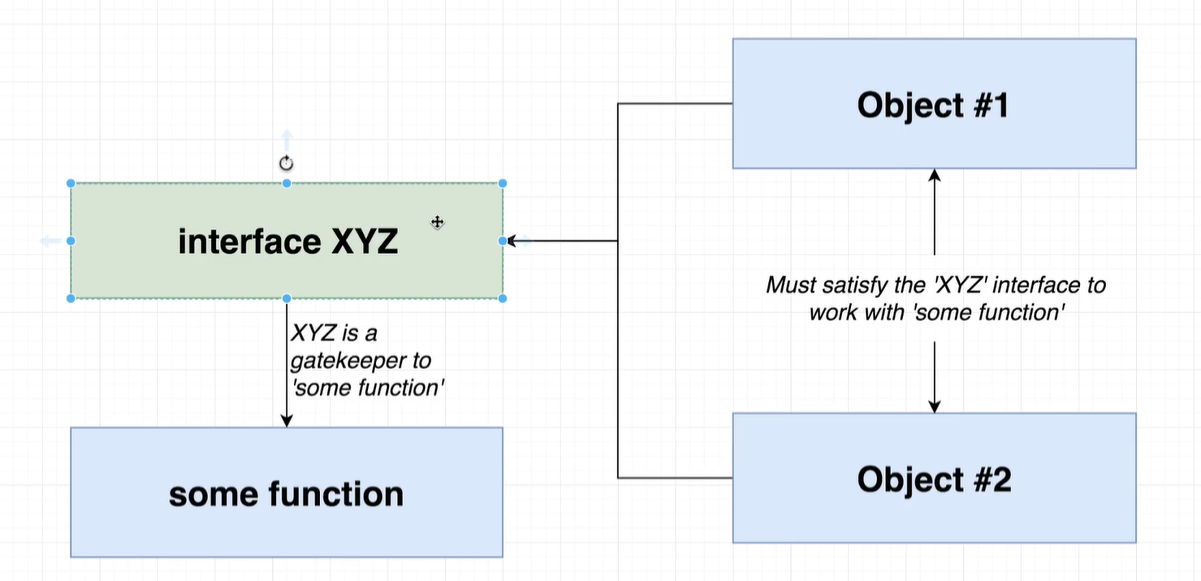 Object #1
interface XYZ
Must satisfy the 'XYZ' interface to
work with 'some function'
XYZ is a
gatekeeper to
'some function'
some function
Object #2